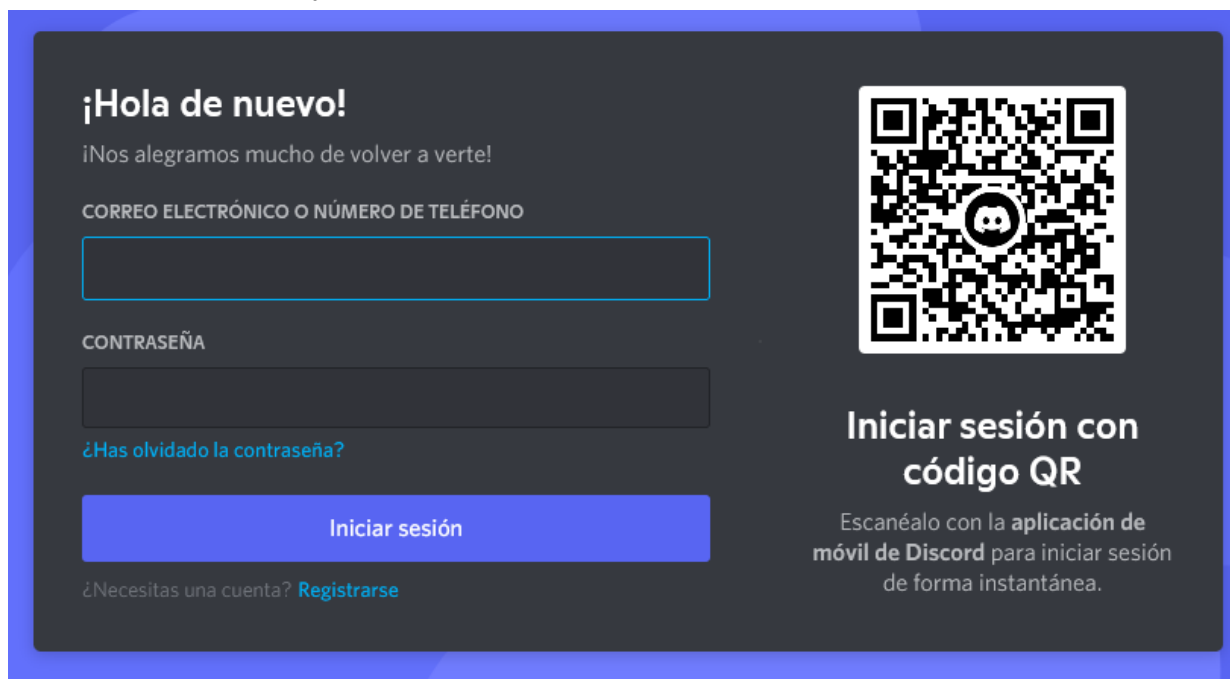 ¡Hola de nuevo!
¡Nos alegramos mucho de volver a verte!
CORREO ELECTRÓNICO O NÚMERO DE TELÉFONO
CONTRASEÑA
¿Has olvidado la contraseña?
Iniciar sesión
¿Necesitas una cuenta? Registrarse
Iniciar sesión con
código QR
Escanéalo con la aplicación de
móvil de Discord para iniciar sesión
de forma instantánea.